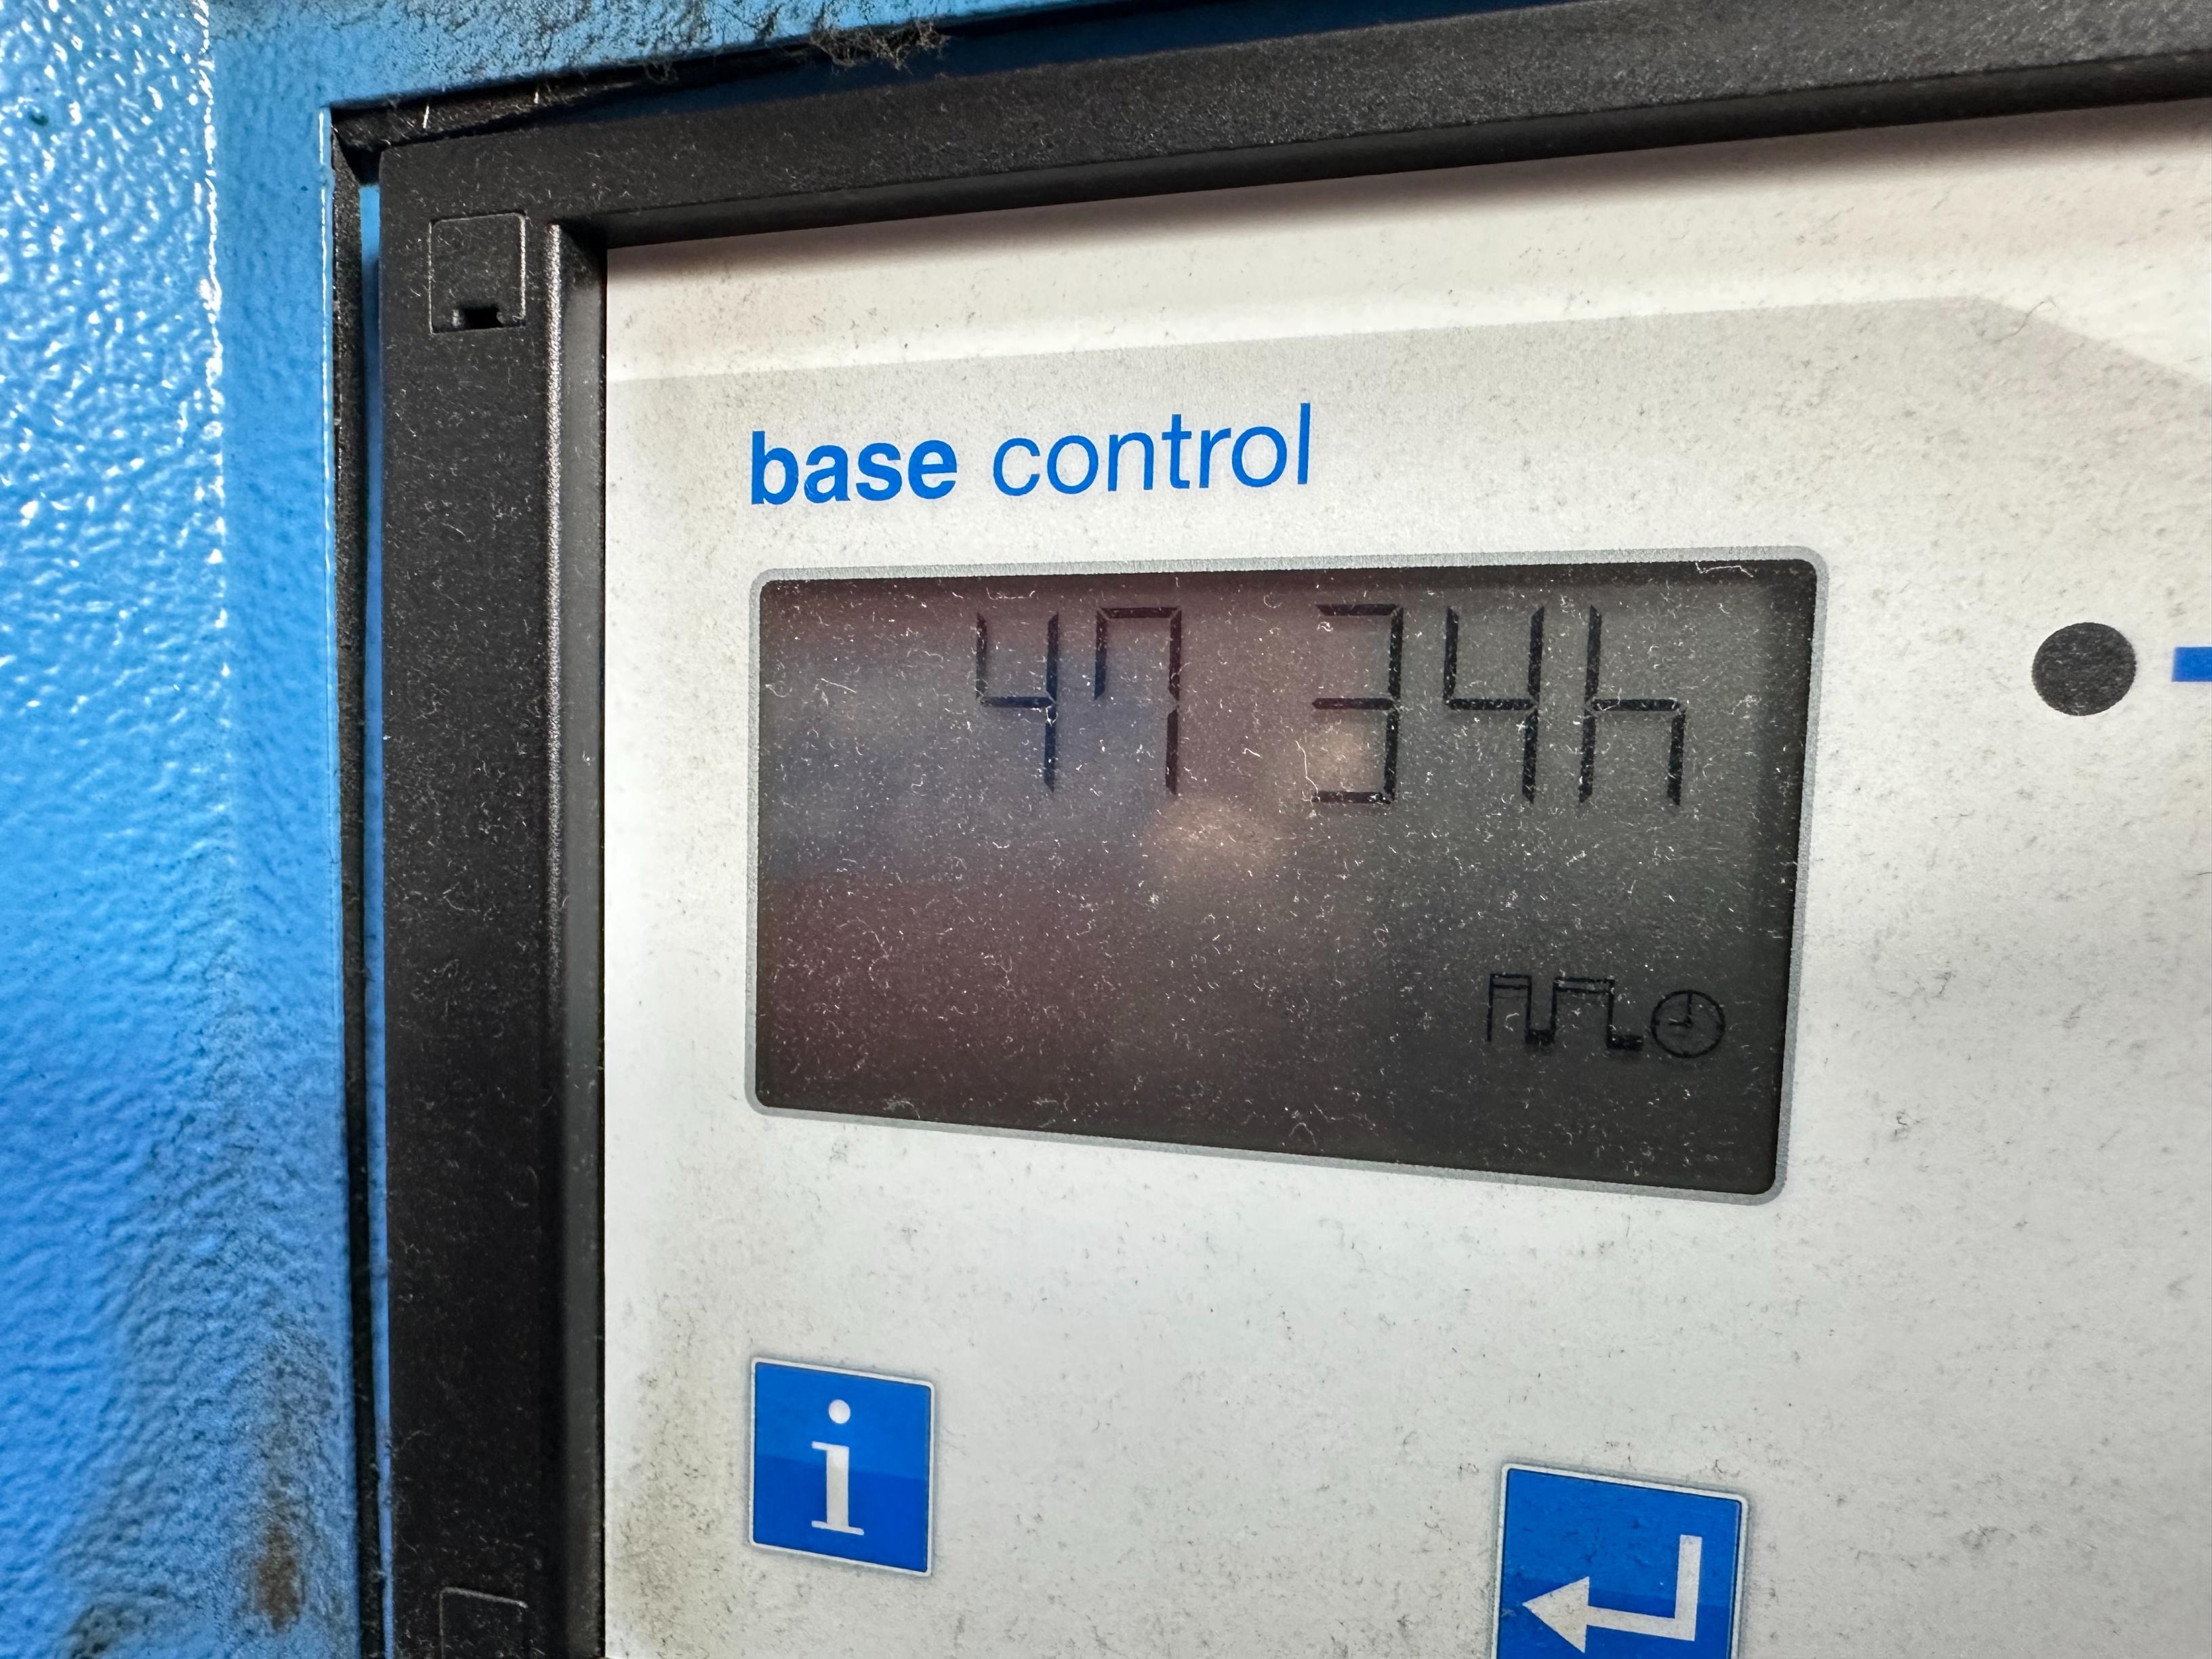 base control
47 34h
i